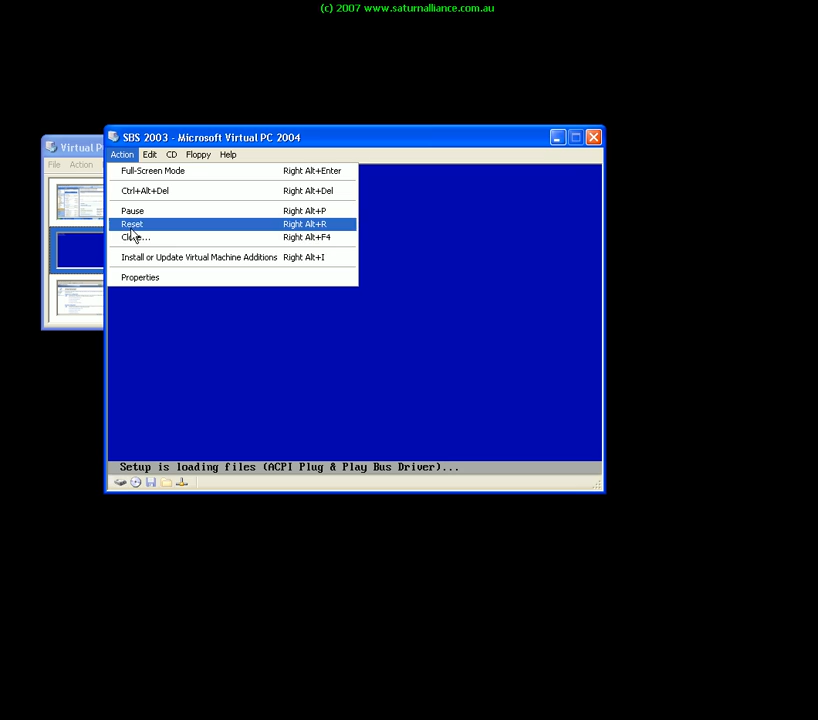 (c) 2007 www.saturnalliance.com.au
SBS 2003 - Microsoft Virtual PC 2004
Virtual P
File Action
Action Edit CD Floppy Help
Full-Screen Mode Right Alt+Enter
Ctrl+Alt+Del Right Alt+Del
Pause Right Alt+P
Reset Right Alt+R
Right Alt+F4
Install or Update Virtual Machine Additions Right Alt+I
Properties
Setup is loading files (ACPI Plug & Play Bus Driver)...